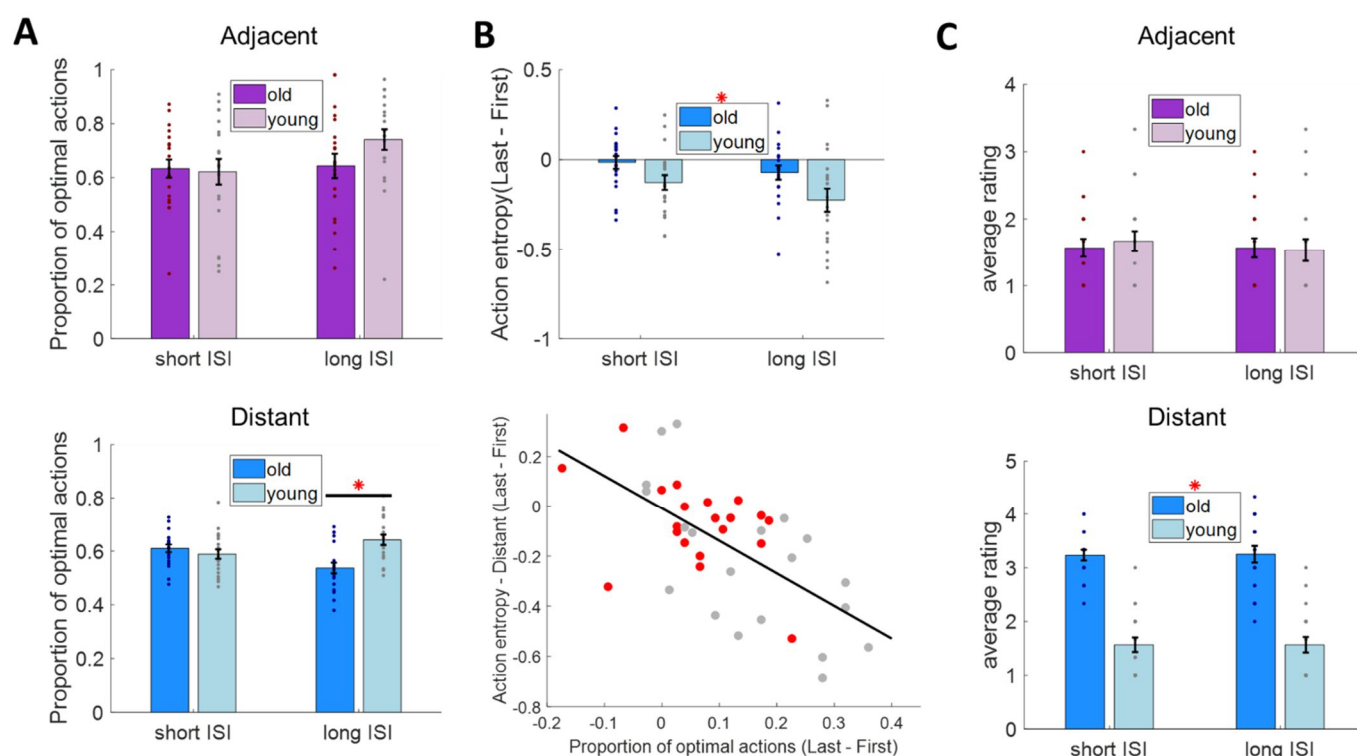 A
Adjacent
Proportion of optimal actions
1
0.8
0.6
0.4
0.2
0
old
young
short ISI
long ISI
Distant
Proportion of optimal actions
1
0.8
0.6
0.4
0.2
0
old
young
*
short ISI
long ISI
B
Action entropy(Last - First)
0.5
0
-0.5
-1
*
old
young
short ISI
long ISI
Action entropy - Distant (Last - First)
0.2
0
-0.2
-0.4
-0.6
-0.8
-0.2
-0.1
0
0.1
0.2
0.3
0.4
Proportion of optimal actions (Last - First)
C
Adjacent
average rating
4
3
2
1
old
young
short ISI
long ISI
Distant
average rating
5
4
3
2
1
0
*
old
young
short ISI
long ISI